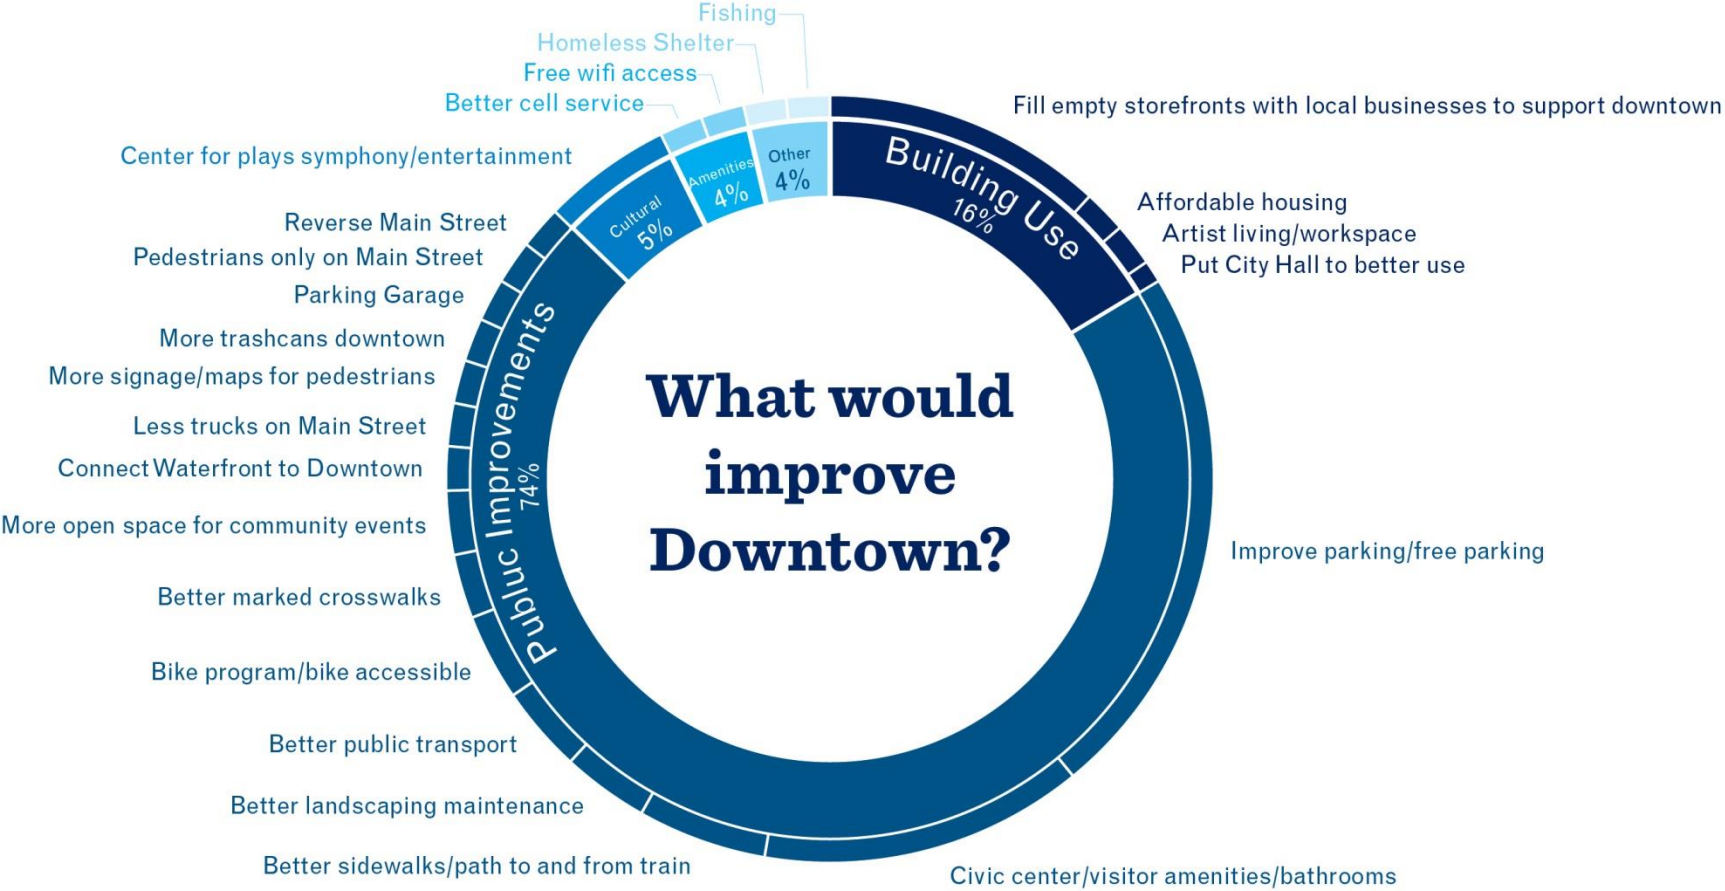 Fishing
Homeless Shelter
Free wifi access
Better cell service
Center for plays symphony/entertainment
Reverse Main Street
Pedestrians only on Main Street
Parking Garage
More trashcans downtown
More signage/maps for pedestrians
Less trucks on Main Street
Connect Waterfront to Downtown
More open space for community events
Better marked crosswalks
Bike program/bike accessible
Better public transport
Better landscaping maintenance
Better sidewalks/path to and from train
Civic center/visitor amenities/bathrooms
Improve parking/free parking
Fill empty storefronts with local businesses to support downtown
Affordable housing
Artist living/workspace
Put City Hall to better use
Building Use
16%
Other
4%
Amenities
4%
Cultural
5%
Publuc Improvements
74%
What would
improve
Downtown?